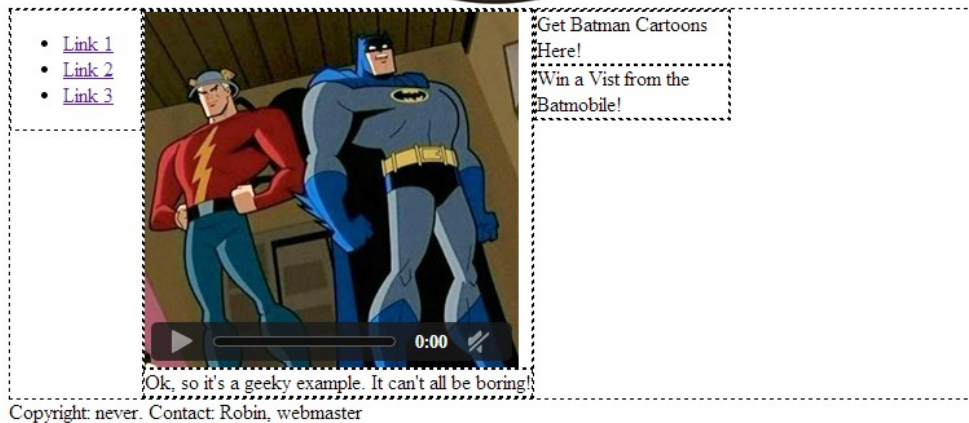 Link 1
Link 2
Link 3
0:00
Ok, so it's a geeky example. It can't all be boring!
Get Batman Cartoons
Here!
Win a Vist from the
Batmobile!
Copyright: never. Contact: Robin, webmaster